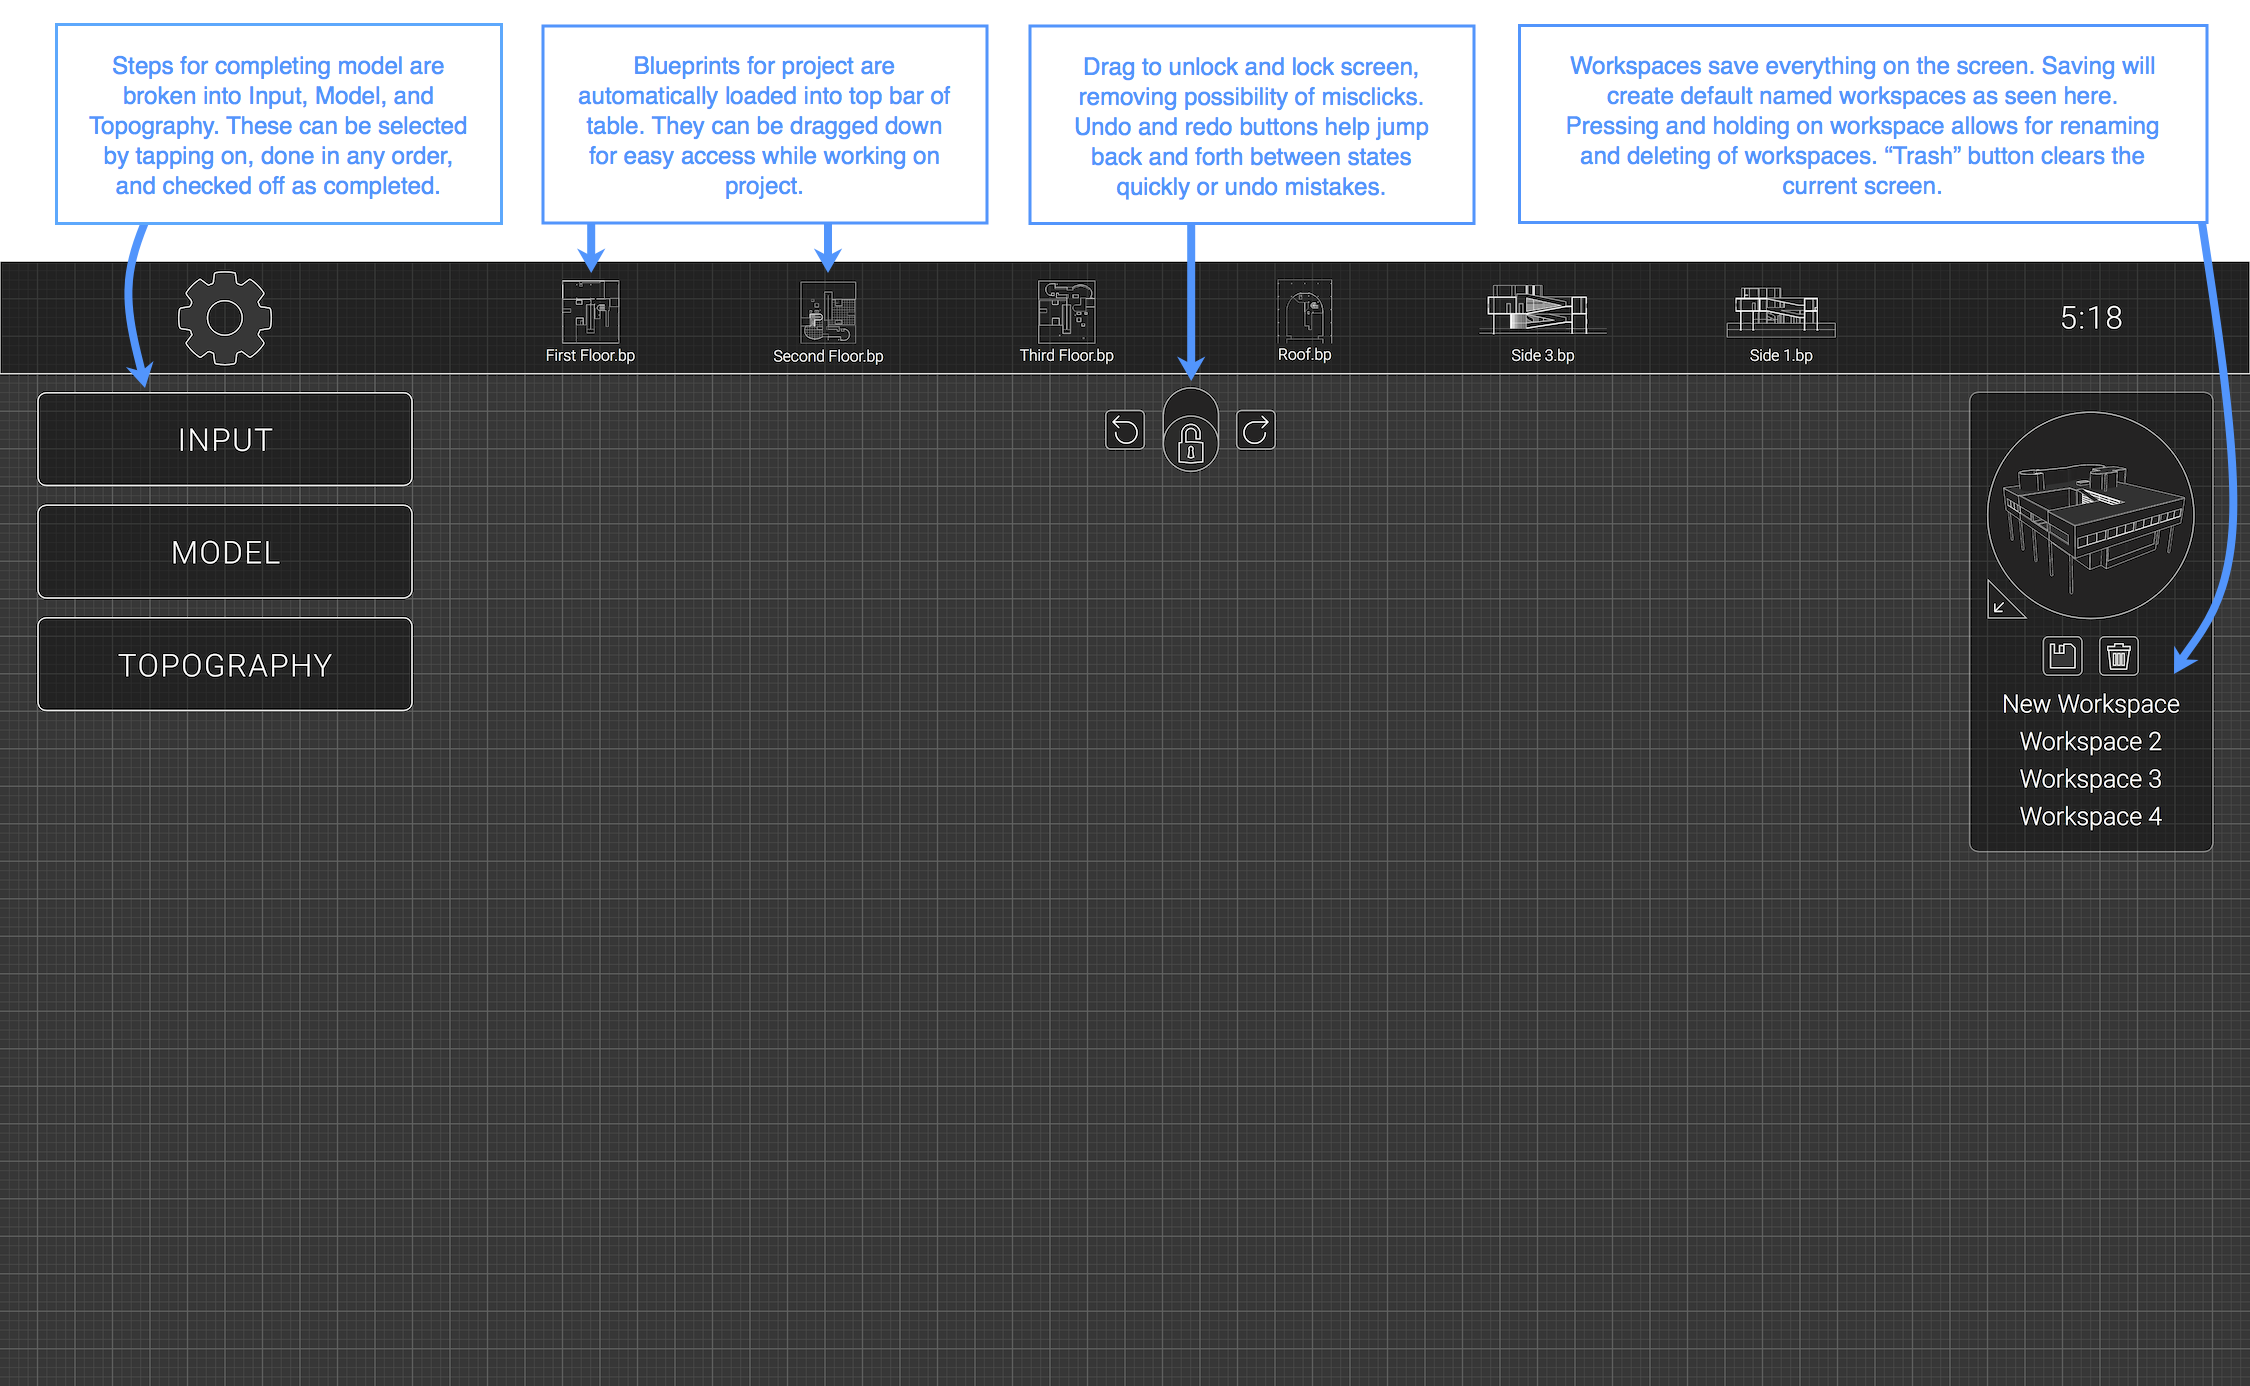 Steps for completing model are
broken into Input, Model, and
Topography. These can be selected
by tapping on, done in any order,
and checked off as completed.
Blueprints for project are
automatically loaded into top bar of
table. They can be dragged down
for easy access while working on
project.
Drag to unlock and lock screen,
removing possibility of misclicks.
Undo and redo buttons help jump
back and forth between states
quickly or undo mistakes.
Workspaces save everything on the screen. Saving will
create default named workspaces as seen here.
Pressing and holding on workspace allows for renaming
and deleting of workspaces. “Trash” button clears the
current screen.
First Floor.bp
Second Floor.bp
Third Floor.bp
Roof.bp
Side 3.bp
Side 1.bp
5:18
INPUT
MODEL
TOPOGRAPHY
New Workspace
Workspace 2
Workspace 3
Workspace 4